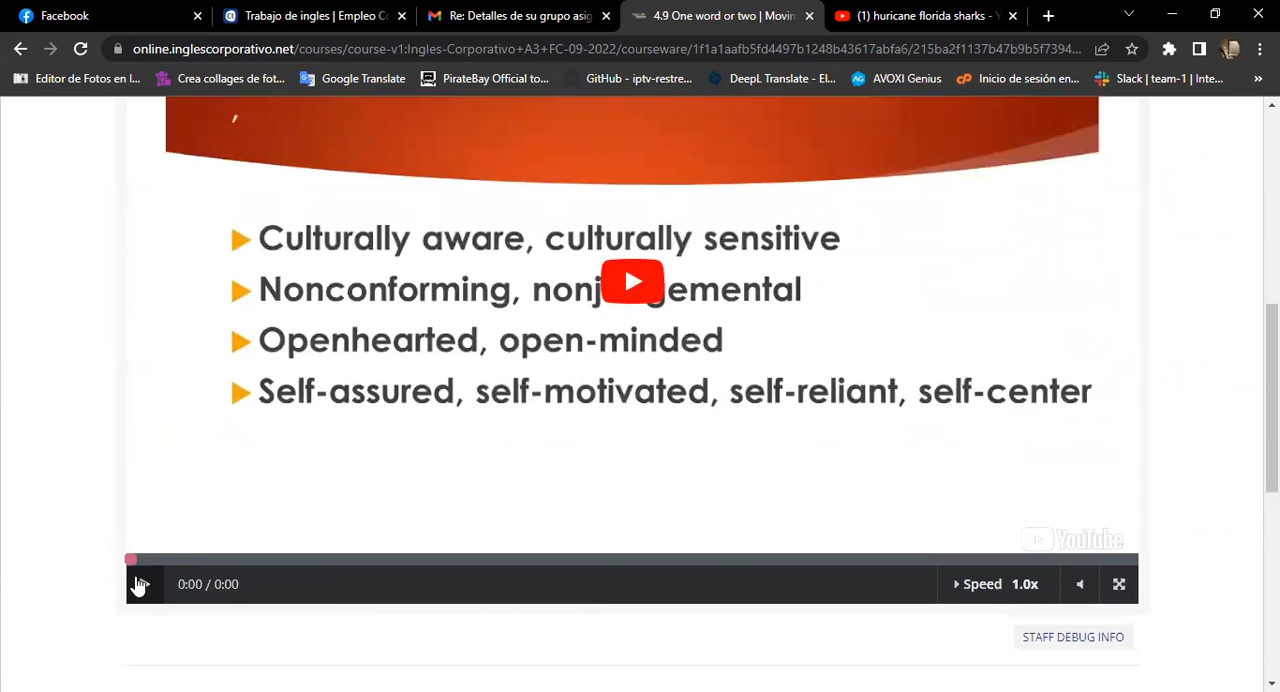 Facebook
Trabajo de ingles | Empleo Co
Re: Detalles de su grupo asig
4.9 One word or two | Movin
(1) huricane florida sharks - Y
online.inglescorporativo.net/courses/course-v1:Ingles-Corporativo+A3+FC-09-2022/courseware/1f1a1aafb5fd4497b1248b43617abfa6/215ba2f1137b47b9b5f7394...
Editor de Fotos en l...
Crea collages de fot...
Google Translate
PirateBay Official to...
GitHub - iptv-restre...
DeepL Translate - El...
AVOXI Genius
Inicio de sesión en...
Slack | team-1 | Inte...
»
,
Culturally aware, culturally sensitive
Nonconforming, nonj gemental
Openhearted, open-minded
Self-assured, self-motivated, self-reliant, self-center
YouTube
0:00 / 0:00
Speed 1.0x
STAFF DEBUG INFO